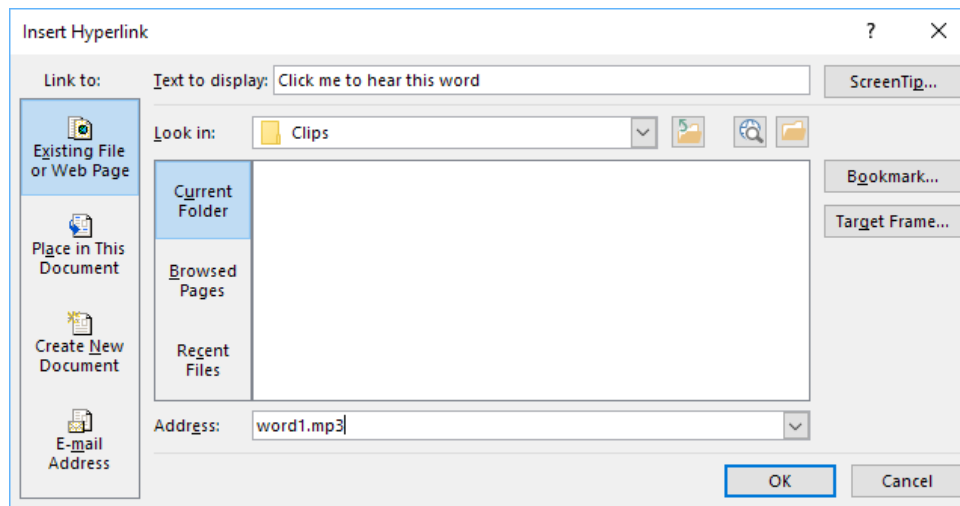 Insert Hyperlink ? ×
Link to:
Text to display: Click me to hear this word
ScreenTip...
Existing File
or Web Page
Look in: Clips
Current
Folder
Bookmark...
Place in This
Document
Target Frame...
Browsed
Pages
Create New
Document
Recent
Files
E-mail
Address
Address: word1.mp3
OK Cancel